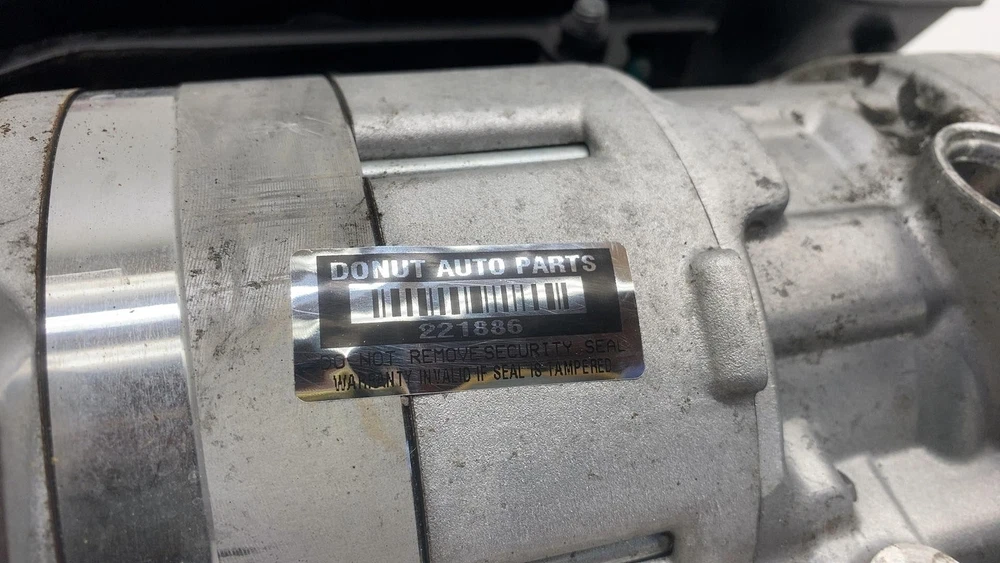 DONUT AUTO PARTS
221886
DO NOT REMOVE SECURITY SEAL
WARRANTY INVALID IF SEAL IS TAMPERED